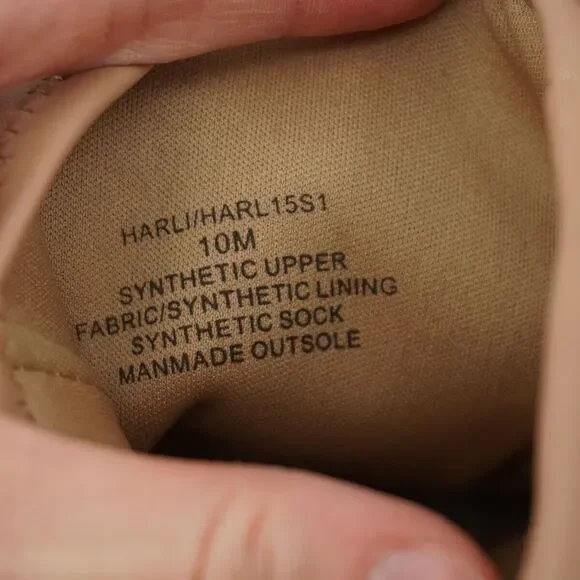 HARLI/HARL15S1
10M
SYNTHETIC UPPER
FABRIC/SYNTHETIC LINING
SYNTHETIC SOCK
MANMADE OUTSOLE